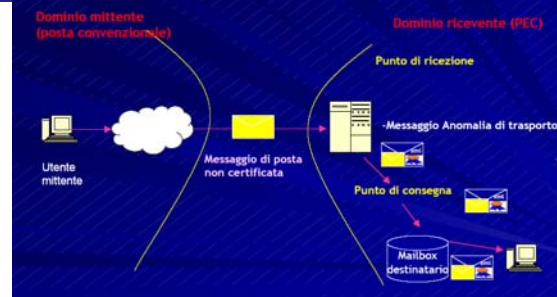 Dominio mittente
(posta convenzionale)
Dominio ricevente (PEC)
Punto di ricezione
-Messaggio Anomalia di trasporto
Utente
mittente
Messaggio di posta
non certificata
Punto di consegna
Mailbox
destinatario